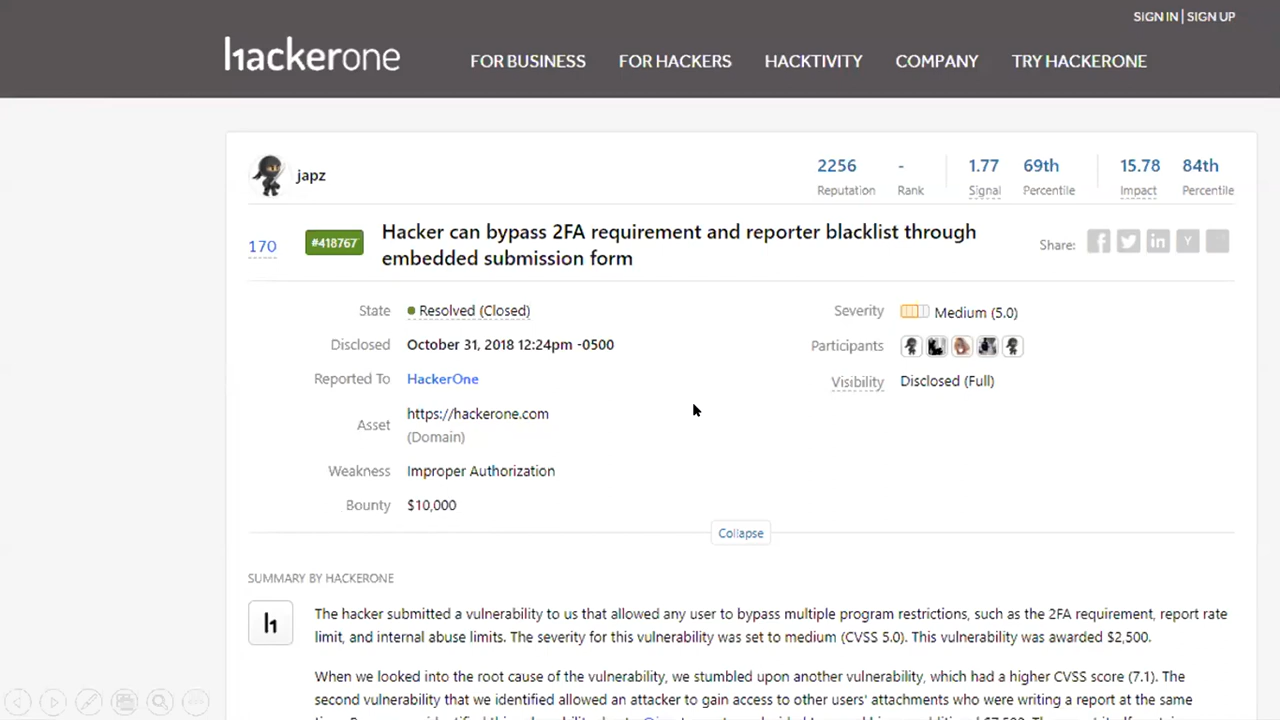 SIGN IN | SIGN UP
hackerone
FOR BUSINESS FOR HACKERS HACKTIVITY COMPANY TRY HACKERONE
japz
2256 - 1.77 69th 15.78 84th
Reputation Rank Signal Percentile Impact Percentile
170
#418767
Hacker can bypass 2FA requirement and reporter blacklist through
embedded submission form
Share:
State Resolved (Closed)
Severity Medium (5.0)
Disclosed October 31, 2018 12:24pm -0500
Participants
Reported To HackerOne
Visibility Disclosed (Full)
Asset https://hackerone.com
(Domain)
Weakness Improper Authorization
Bounty $10,000
Collapse
SUMMARY BY HACKERONE
h1
The hacker submitted a vulnerability to us that allowed any user to bypass multiple program restrictions, such as the 2FA requirement, report rate
limit, and internal abuse limits. The severity for this vulnerability was set to medium (CVSS 5.0). This vulnerability was awarded $2,500.
When we looked into the root cause of the vulnerability, we stumbled upon another vulnerability, which had a higher CVSS score (7.1). The
second vulnerability that we identified allowed an attacker to gain access to other users' attachments who were writing a report at the same